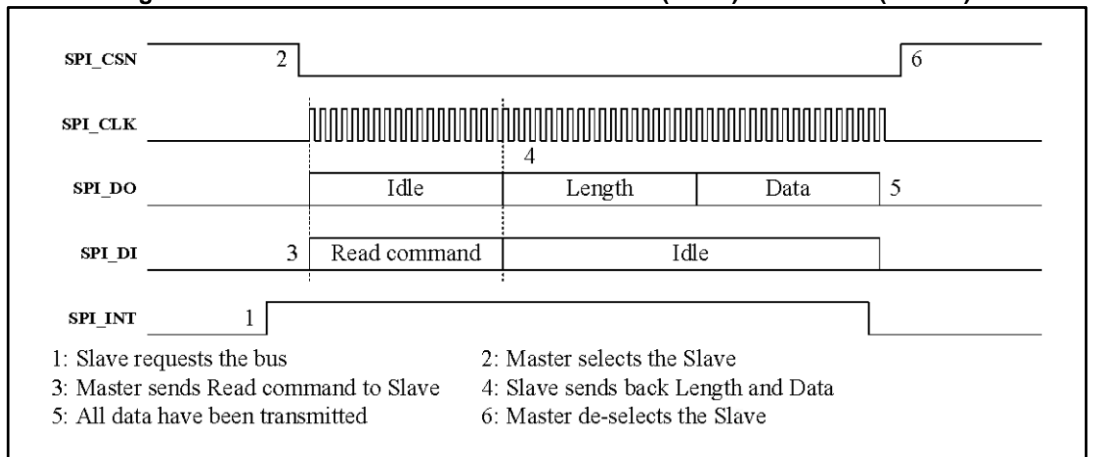 SPI_CSN 2 6
SPI_CLK
4
SPI_DO Idle Length Data 5
SPI_DI 3 Read command Idle
SPI_INT 1
1: Slave requests the bus 2: Master selects the Slave
3: Master sends Read command to Slave 4: Slave sends back Length and Data
5: All data have been transmitted 6: Master de-selects the Slave